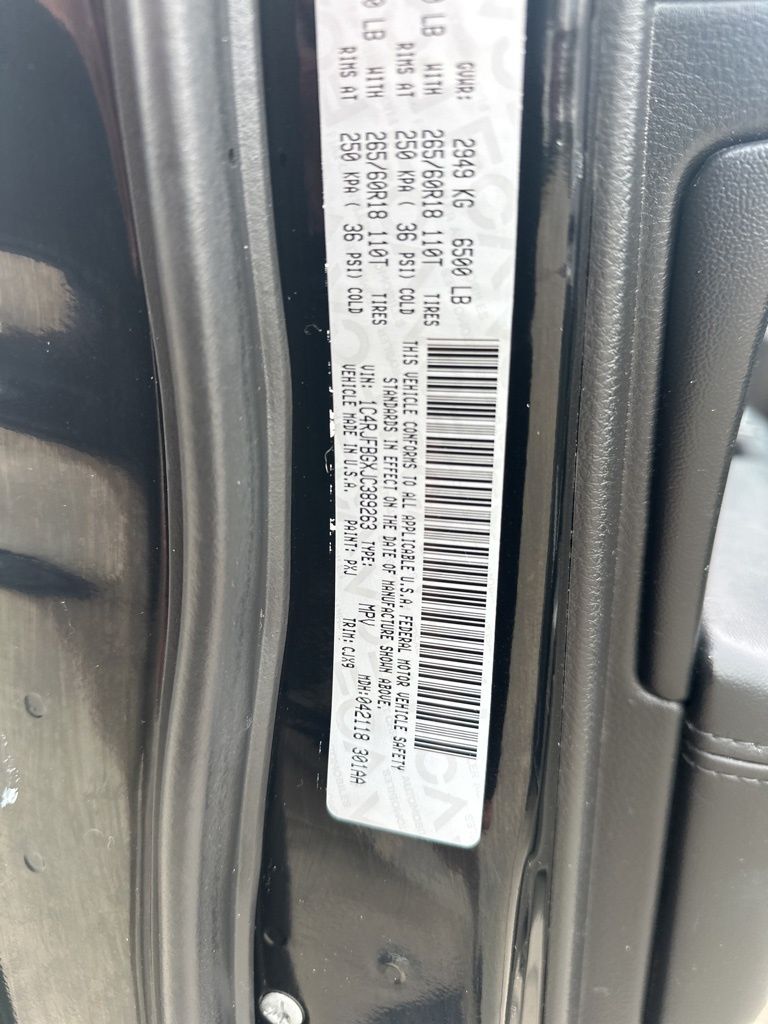 GVWR: 2949 KG 6500 LB
0 LB WITH 265/60R18 110T TIRES
RIMS AT 250 KPA ( 36 PSI) COLD
0 LB WITH 265/60R18 110T TIRES
RIMS AT 250 KPA ( 36 PSI) COLD
THIS VEHICLE CONFORMS TO ALL APPLICABLE U.S.A. FEDERAL MOTOR VEHICLE SAFETY
STANDARDS IN EFFECT ON THE DATE OF MANUFACTURE SHOWN ABOVE.
VIN: 1C4RJFBGXJC389263 TYPE: MPV MDH:042118 301AA
VEHICLE MADE IN U.S.A. PAINT: PXJ TRIM: CJX9